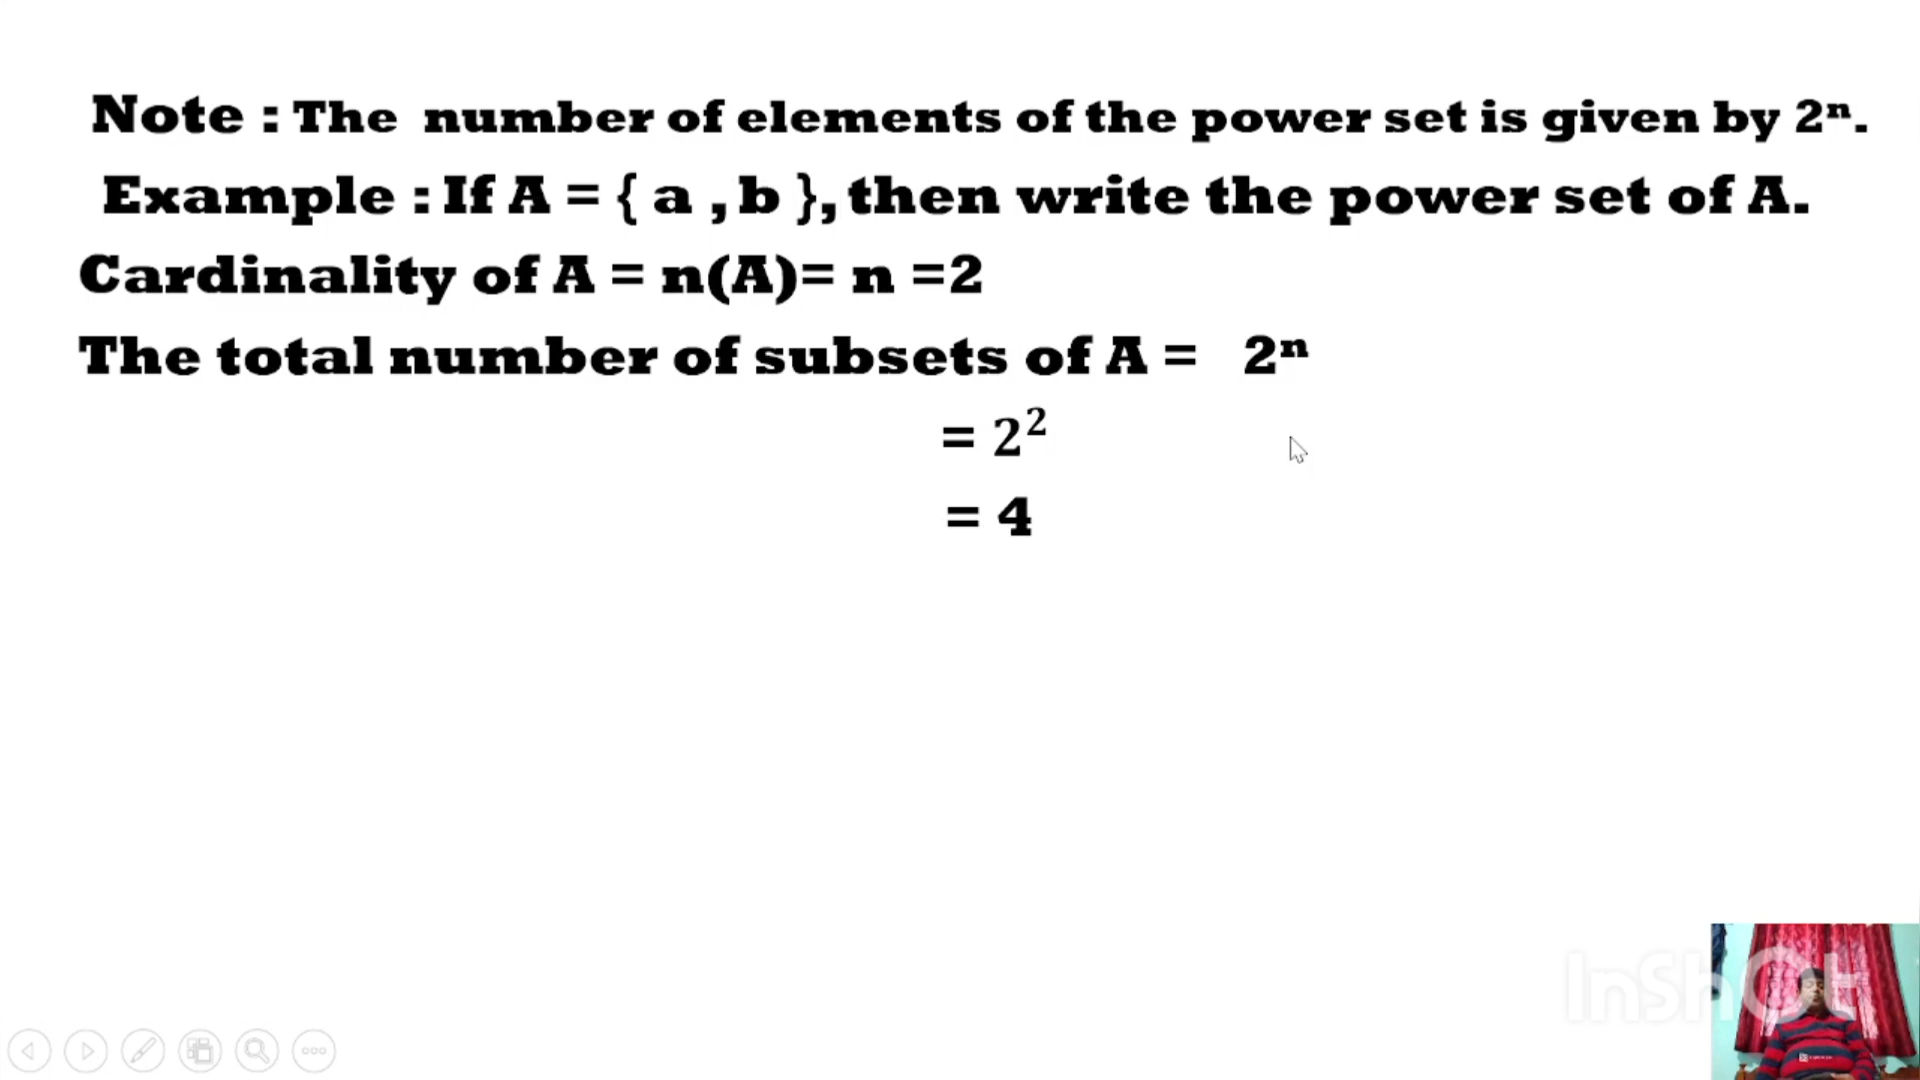 Note : The number of elements of the power set is given by 2ⁿ.
Example : If A = { a , b }, then write the power set of A.
Cardinality of A = n(A)= n =2
The total number of subsets of A = 2ⁿ
= 2²
= 4
InShOt